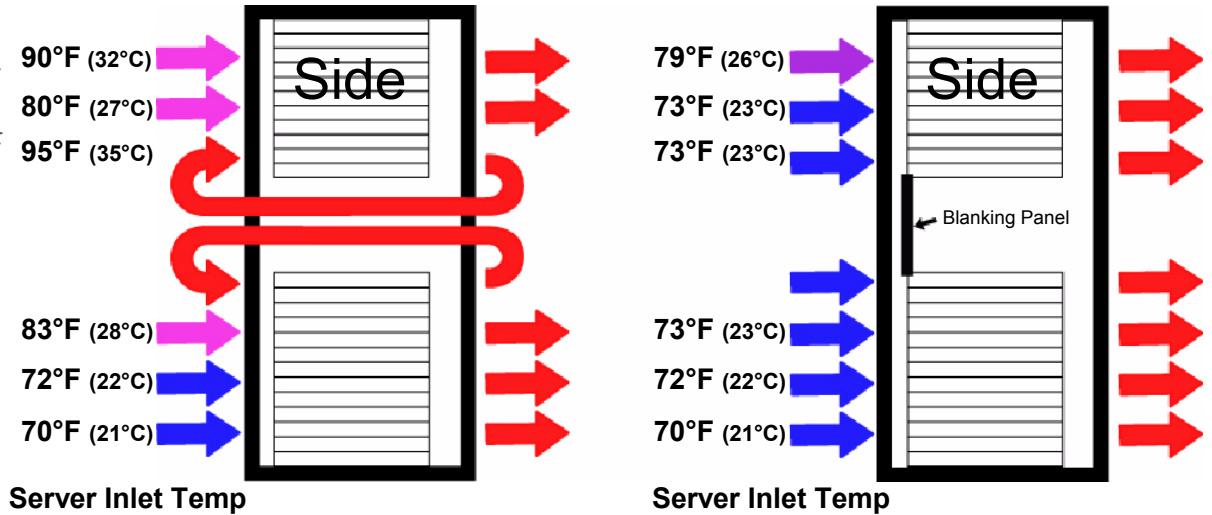 90°F (32°C)
80°F (27°C)
95°F (35°C)
Side
83°F (28°C)
72°F (22°C)
70°F (21°C)
Server Inlet Temp
79°F (26°C)
73°F (23°C)
73°F (23°C)
Side
Blanking Panel
73°F (23°C)
72°F (22°C)
70°F (21°C)
Server Inlet Temp